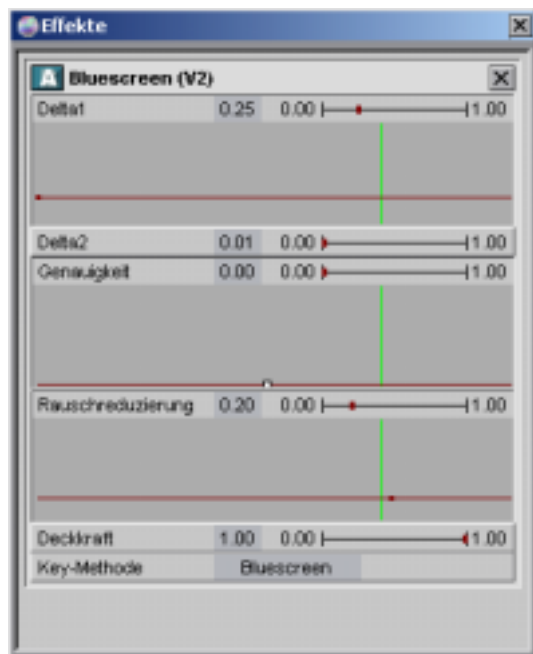 Effekte
A Bluescreen (V2)
Delta1 0.25 0.00 1.00
Delta2 0.01 0.00 1.00
Genauigkeit 0.00 0.00 1.00
Rauschreduzierung 0.20 0.00 1.00
Deckkraft 1.00 0.00 1.00
Key-Methode Bluescreen